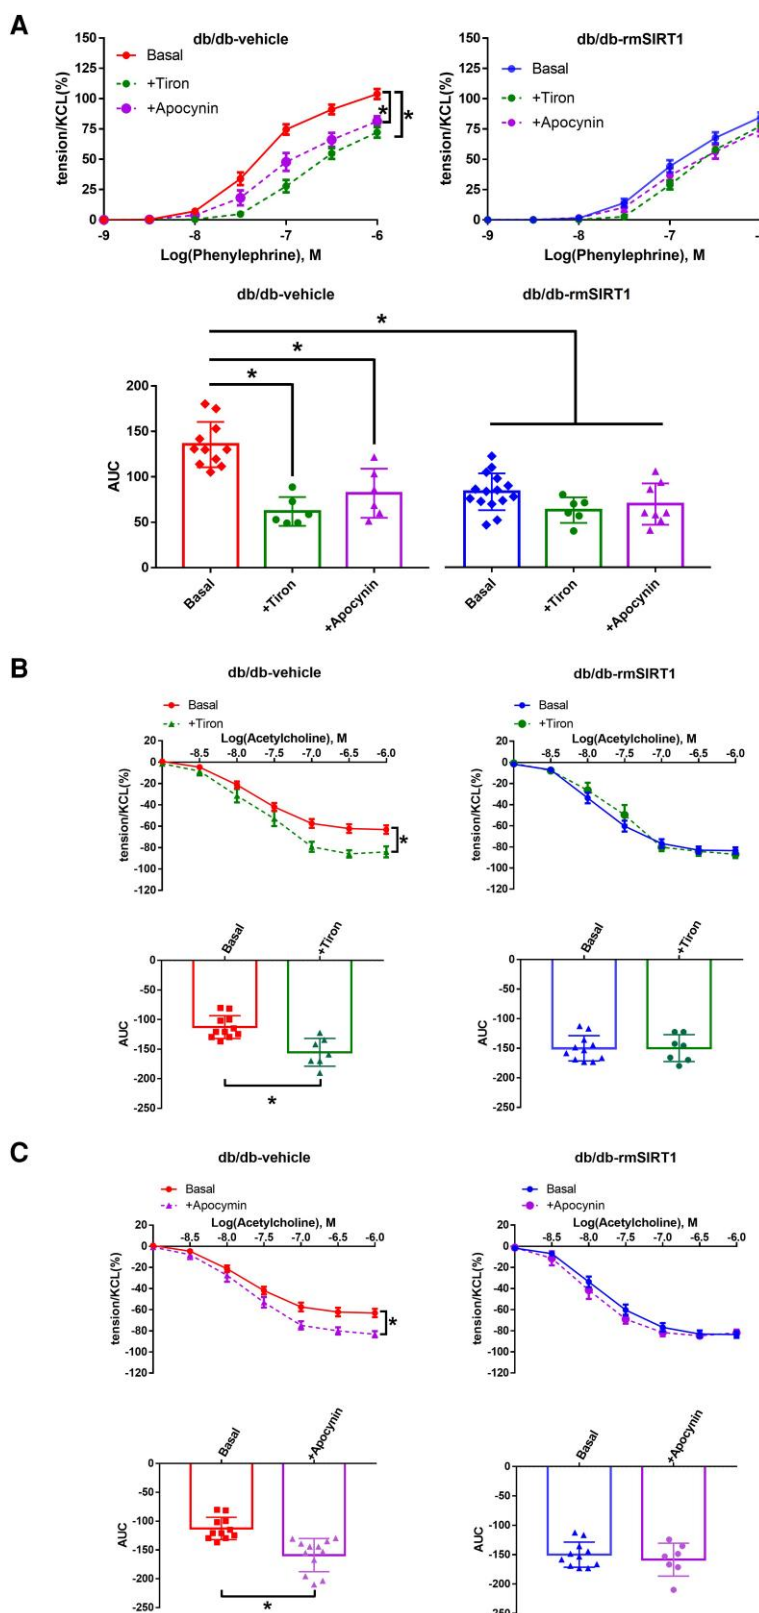 A
db/db-vehicle
db/db-rmSIRT1
Basal
+Tiron
+Apocynin
tension/KCL(%)
150
125
100
75
50
25
0
* *
-9 -8 -7 -6
Log(Phenylephrine), M
Basal
+Tiron
+Apocynin
tension/KCL(%)
150
125
100
75
50
25
0
-9 -8 -7
Log(Phenylephrine), M
db/db-vehicle
db/db-rmSIRT1
*
*
*
AUC
200
150
100
50
0
Basal
+Tiron
+Apocynin
Basal
+Tiron
+Apocynin
B
db/db-vehicle
Basal
+Tiron
Log(Acetylcholine), M
-8.5 -8.0 -7.5 -7.0 -6.5 -6.0
tension/KCL(%)
20
0
-20
-40
-60
-80
-100
-120
*
db/db-rmSIRT1
Basal
+Tiron
Log(Acetylcholine), M
-8.5 -8.0 -7.5 -7.0 -6.5 -6.0
tension/KCL(%)
20
0
-20
-40
-60
-80
-100
-120
Basal
+Tiron
AUC
0
-50
-100
-150
-200
-250
*
Basal
+Tiron
AUC
0
-50
-100
-150
-200
-250
C
db/db-vehicle
Basal
+Apocymin
Log(Acetylcholine), M
-8.5 -8.0 -7.5 -7.0 -6.5 -6.0
tension/KCL(%)
20
0
-20
-40
-60
-80
-100
-120
*
db/db-rmSIRT1
Basal
+Apocynin
Log(Acetylcholine), M
-8.5 -8.0 -7.5 -7.0 -6.5 -6.0
tension/KCL(%)
20
0
-20
-40
-60
-80
-100
-120
Basal
+Apocynin
AUC
0
-50
-100
-150
-200
-250
*
Basal
+Apocynin
AUC
0
-50
-100
-150
-200
-250